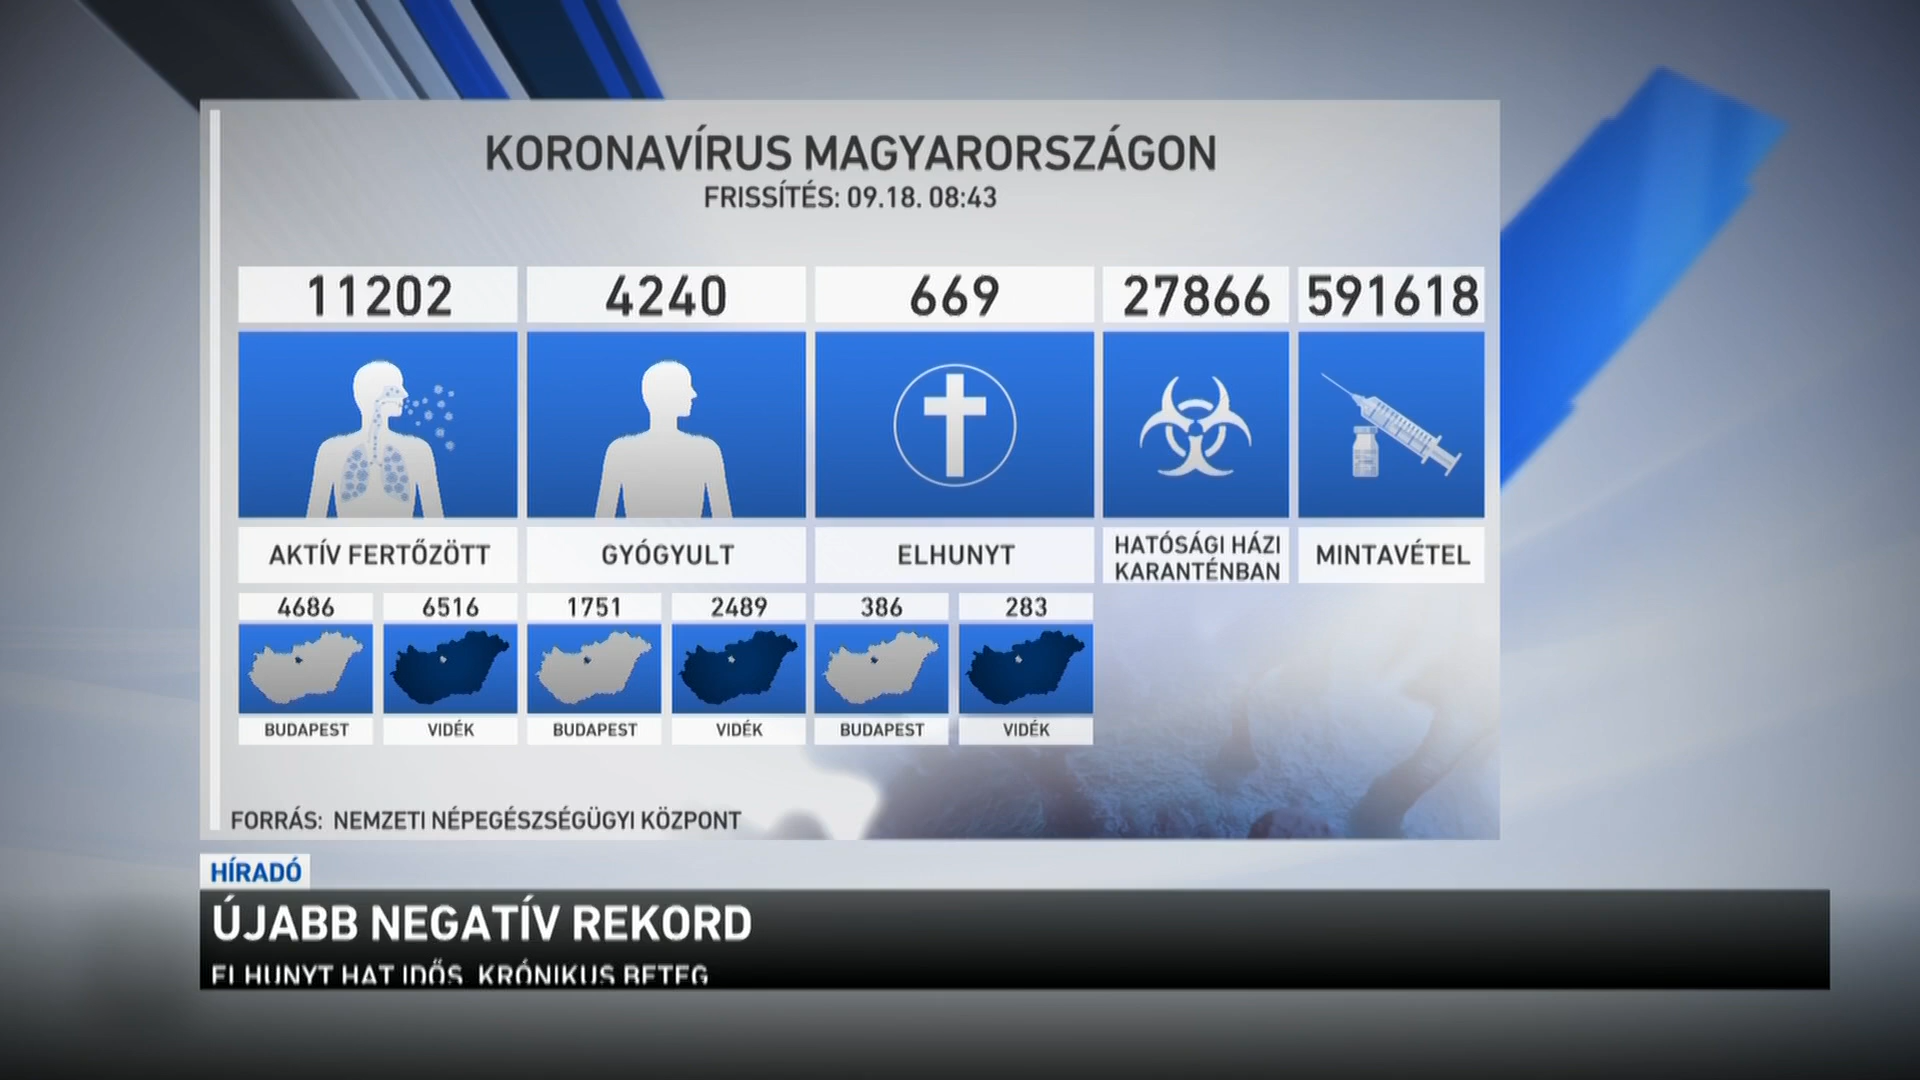 KORONAVÍRUS MAGYARORSZÁGON
FRISSÍTÉS: 09.18. 08:43
11202
4240
669
27866
591618
AKTÍV FERTŐZÖTT
GYÓGYULT
ELHUNYT
HATÓSÁGI HÁZI
KARANTÉNBAN
MINTAVÉTEL
4686
6516
1751
2489
386
283
BUDAPEST
VIDÉK
BUDAPEST
VIDÉK
BUDAPEST
VIDÉK
FORRÁS: NEMZETI NÉPEGÉSZSÉGÜGYI KÖZPONT
HÍRADÓ
ÚJABB NEGATÍV REKORD
ELHUNYT HAT IDŐS, KRÓNIKUS BETEG